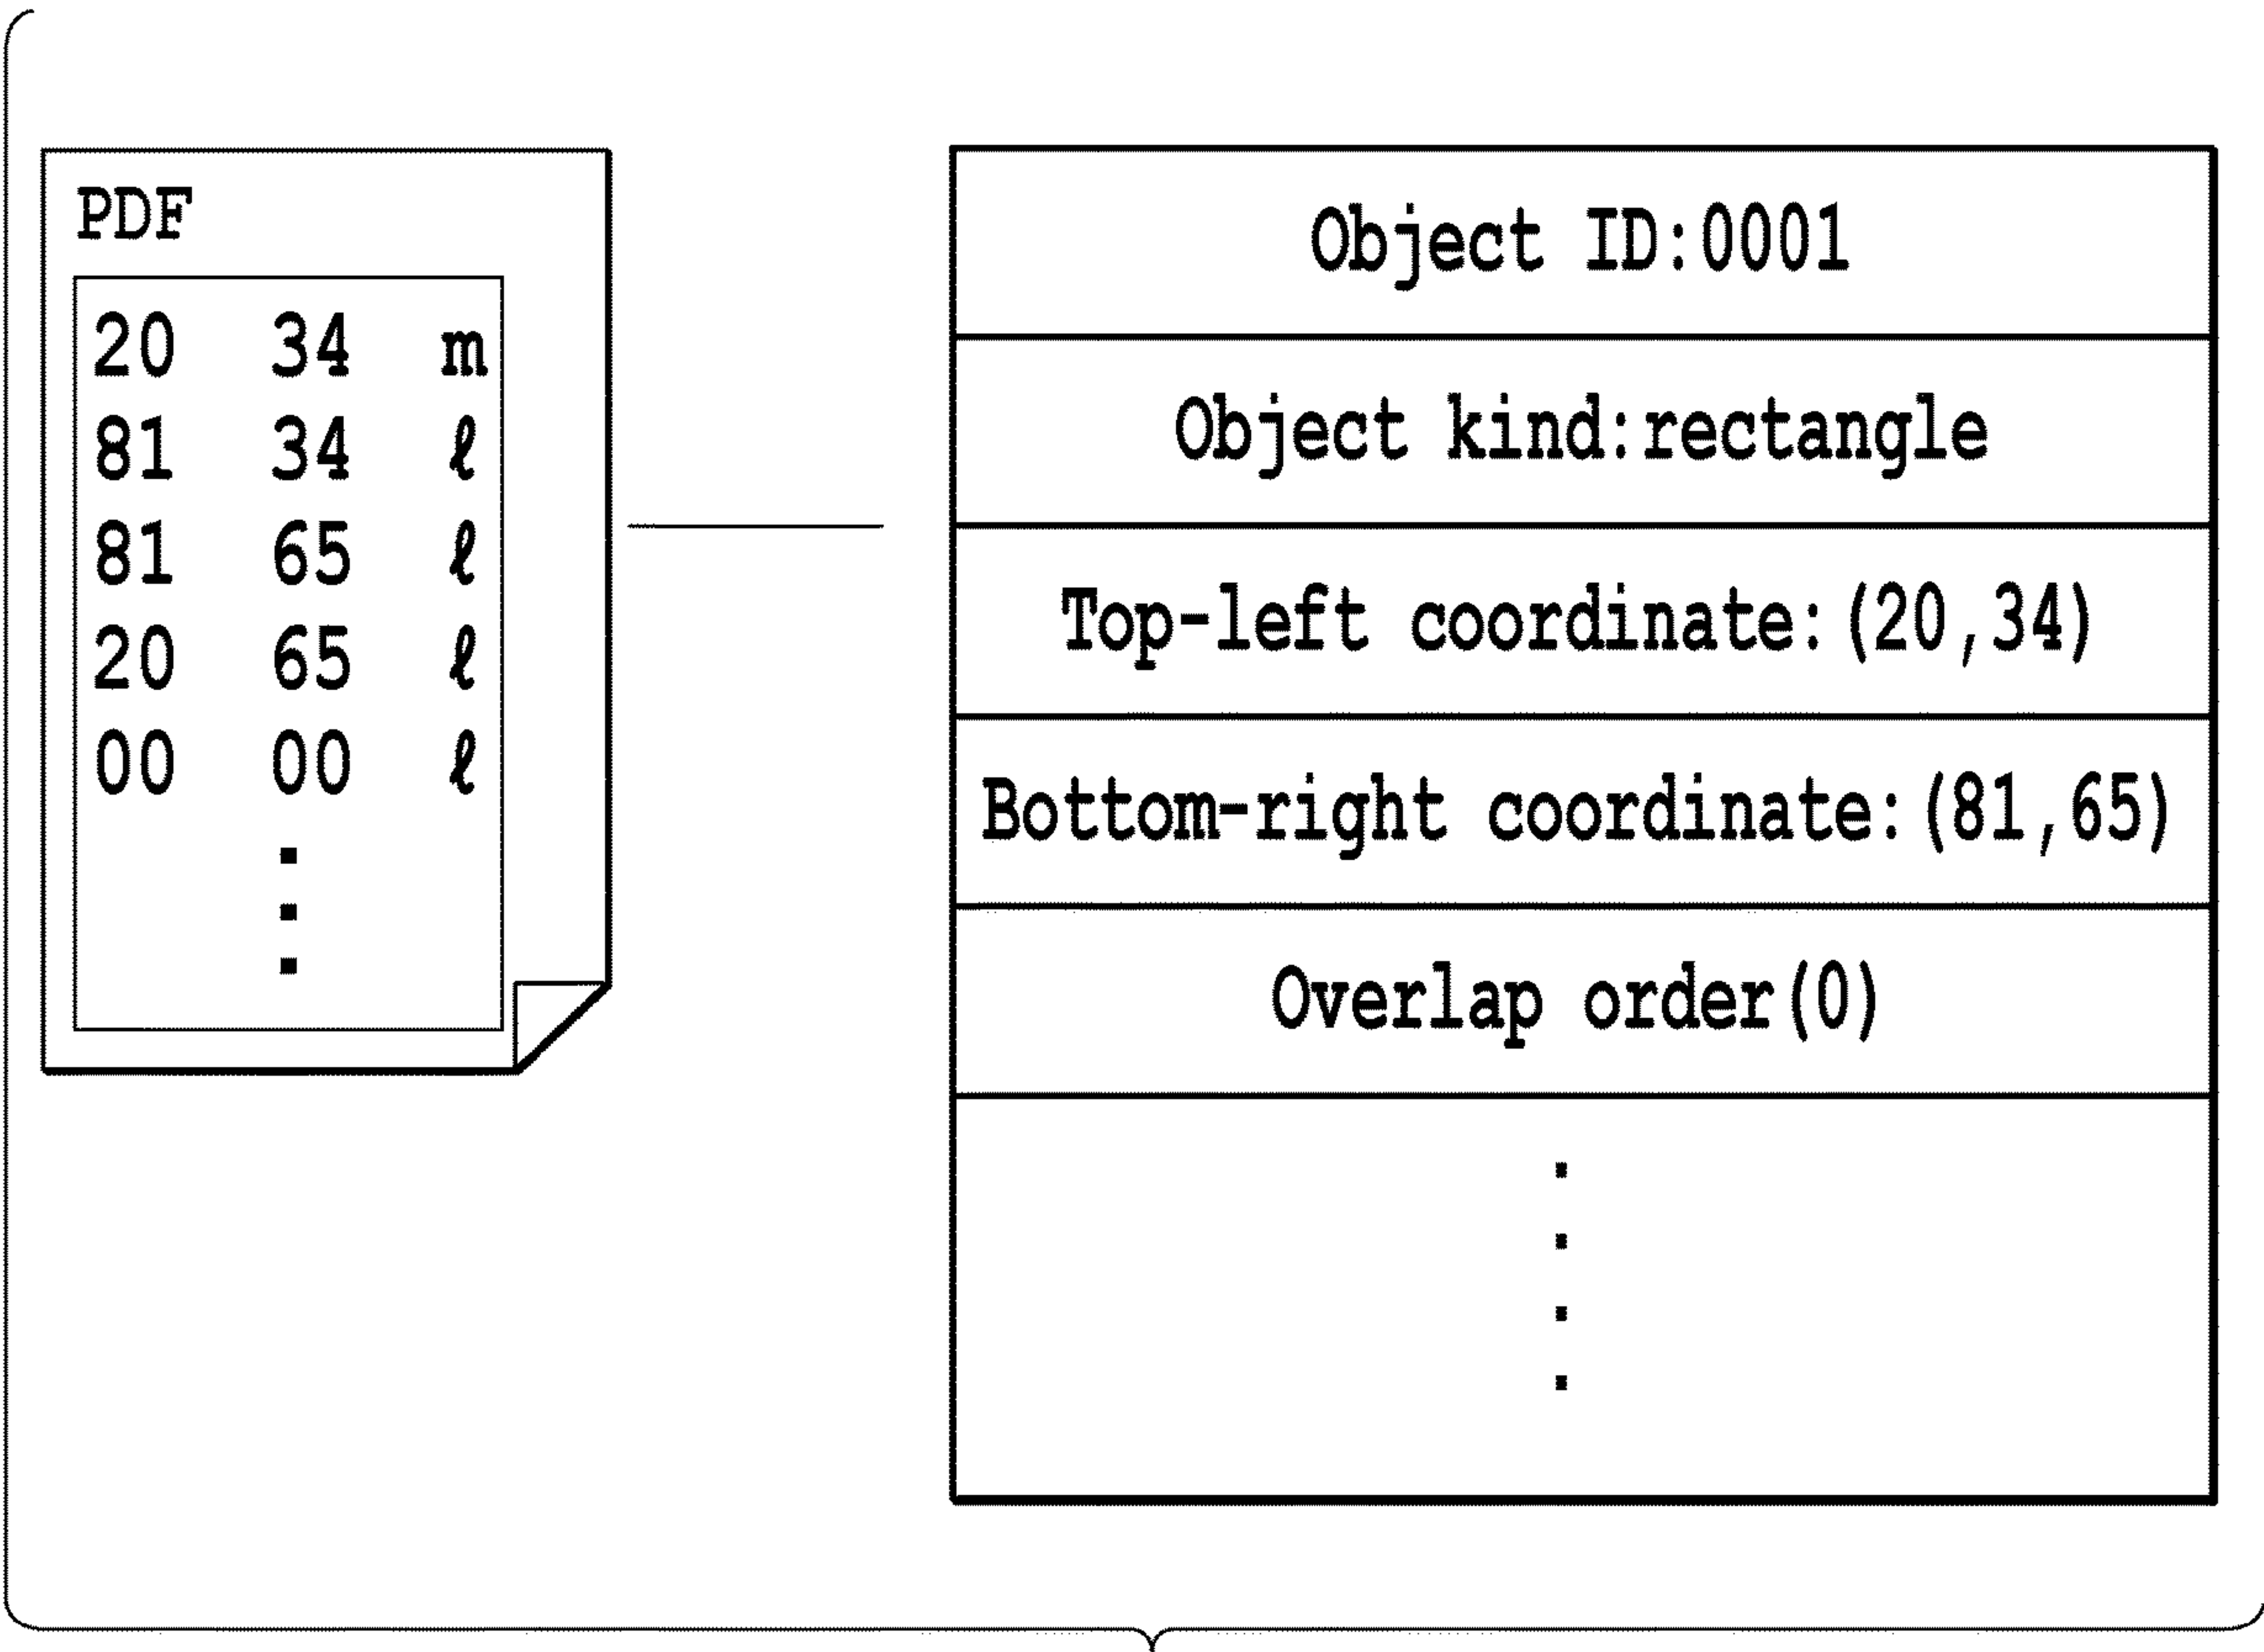 PDF
20 34 m
81 34 ℓ
81 65 ℓ
20 65 ℓ
00 00 ℓ
Object ID:0001
Object kind:rectangle
Top-left coordinate:(20,34)
Bottom-right coordinate:(81,65)
Overlap order(0)